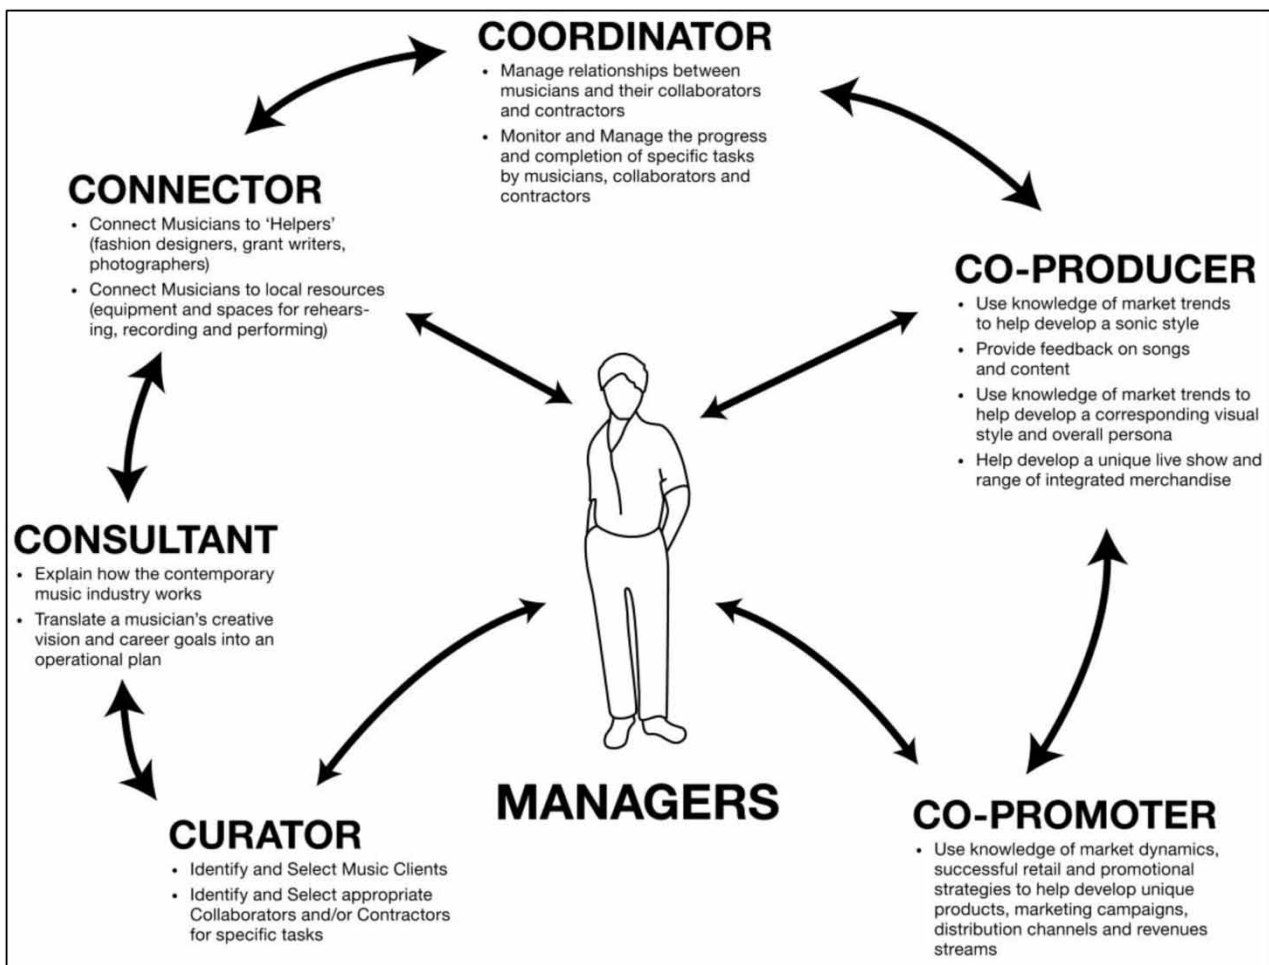 COORDINATOR
• Manage relationships between
musicians and their collaborators
and contractors
• Monitor and Manage the progress
and completion of specific tasks
by musicians, collaborators and
contractors
CONNECTOR
• Connect Musicians to ‘Helpers’
(fashion designers, grant writers,
photographers)
• Connect Musicians to local resources
(equipment and spaces for rehears-
ing, recording and performing)
CO-PRODUCER
• Use knowledge of market trends
to help develop a sonic style
• Provide feedback on songs
and content
• Use knowledge of market trends to
help develop a corresponding visual
style and overall persona
• Help develop a unique live show and
range of integrated merchandise
CONSULTANT
• Explain how the contemporary
music industry works
• Translate a musician’s creative
vision and career goals into an
operational plan
MANAGERS
CURATOR
• Identify and Select Music Clients
• Identify and Select appropriate
Collaborators and/or Contractors
for specific tasks
CO-PROMOTER
• Use knowledge of market dynamics,
successful retail and promotional
strategies to help develop unique
products, marketing campaigns,
distribution channels and revenues
streams